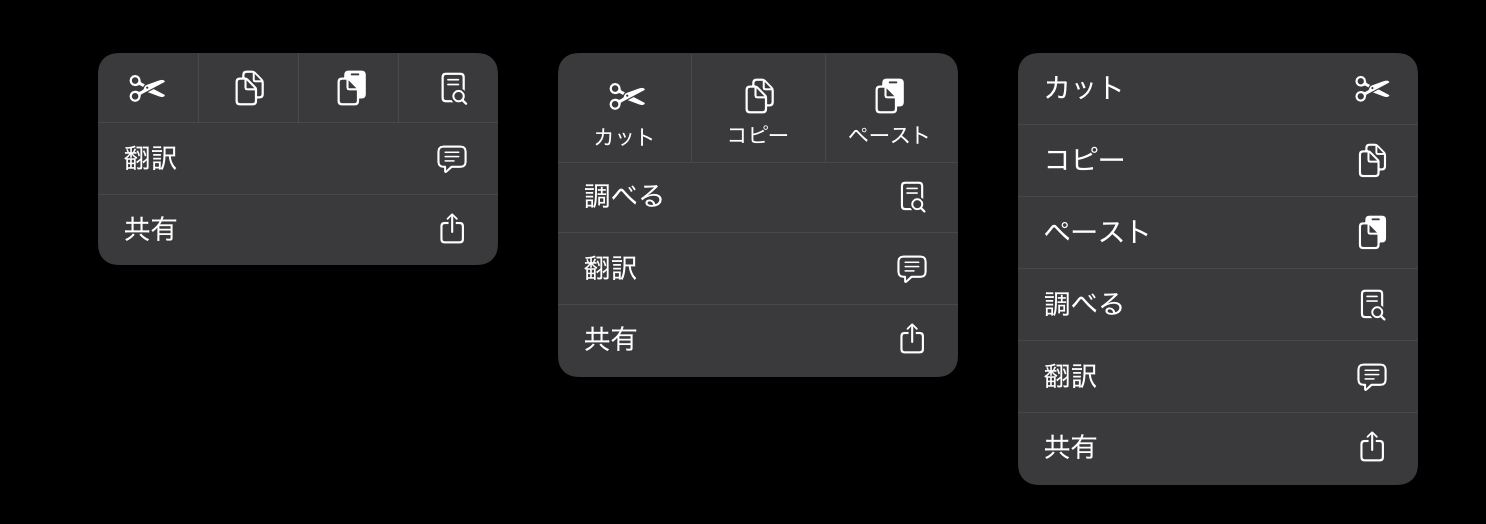 翻訳
共有
カット コピー ペースト
調べる
翻訳
共有
カット
コピー
ペースト
調べる
翻訳
共有